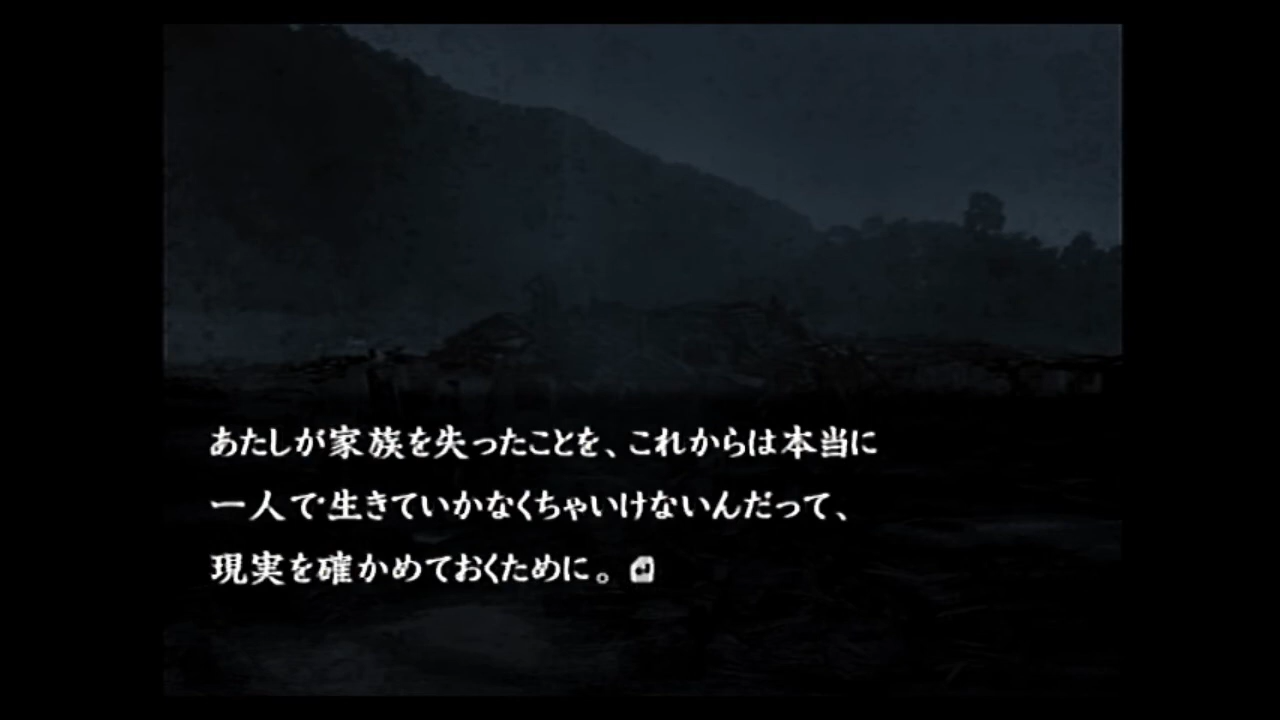 あたしが家族を失ったことを、これからは本当に
一人で生きていかなくちゃいけないんだって、
現実を確かめておくために。